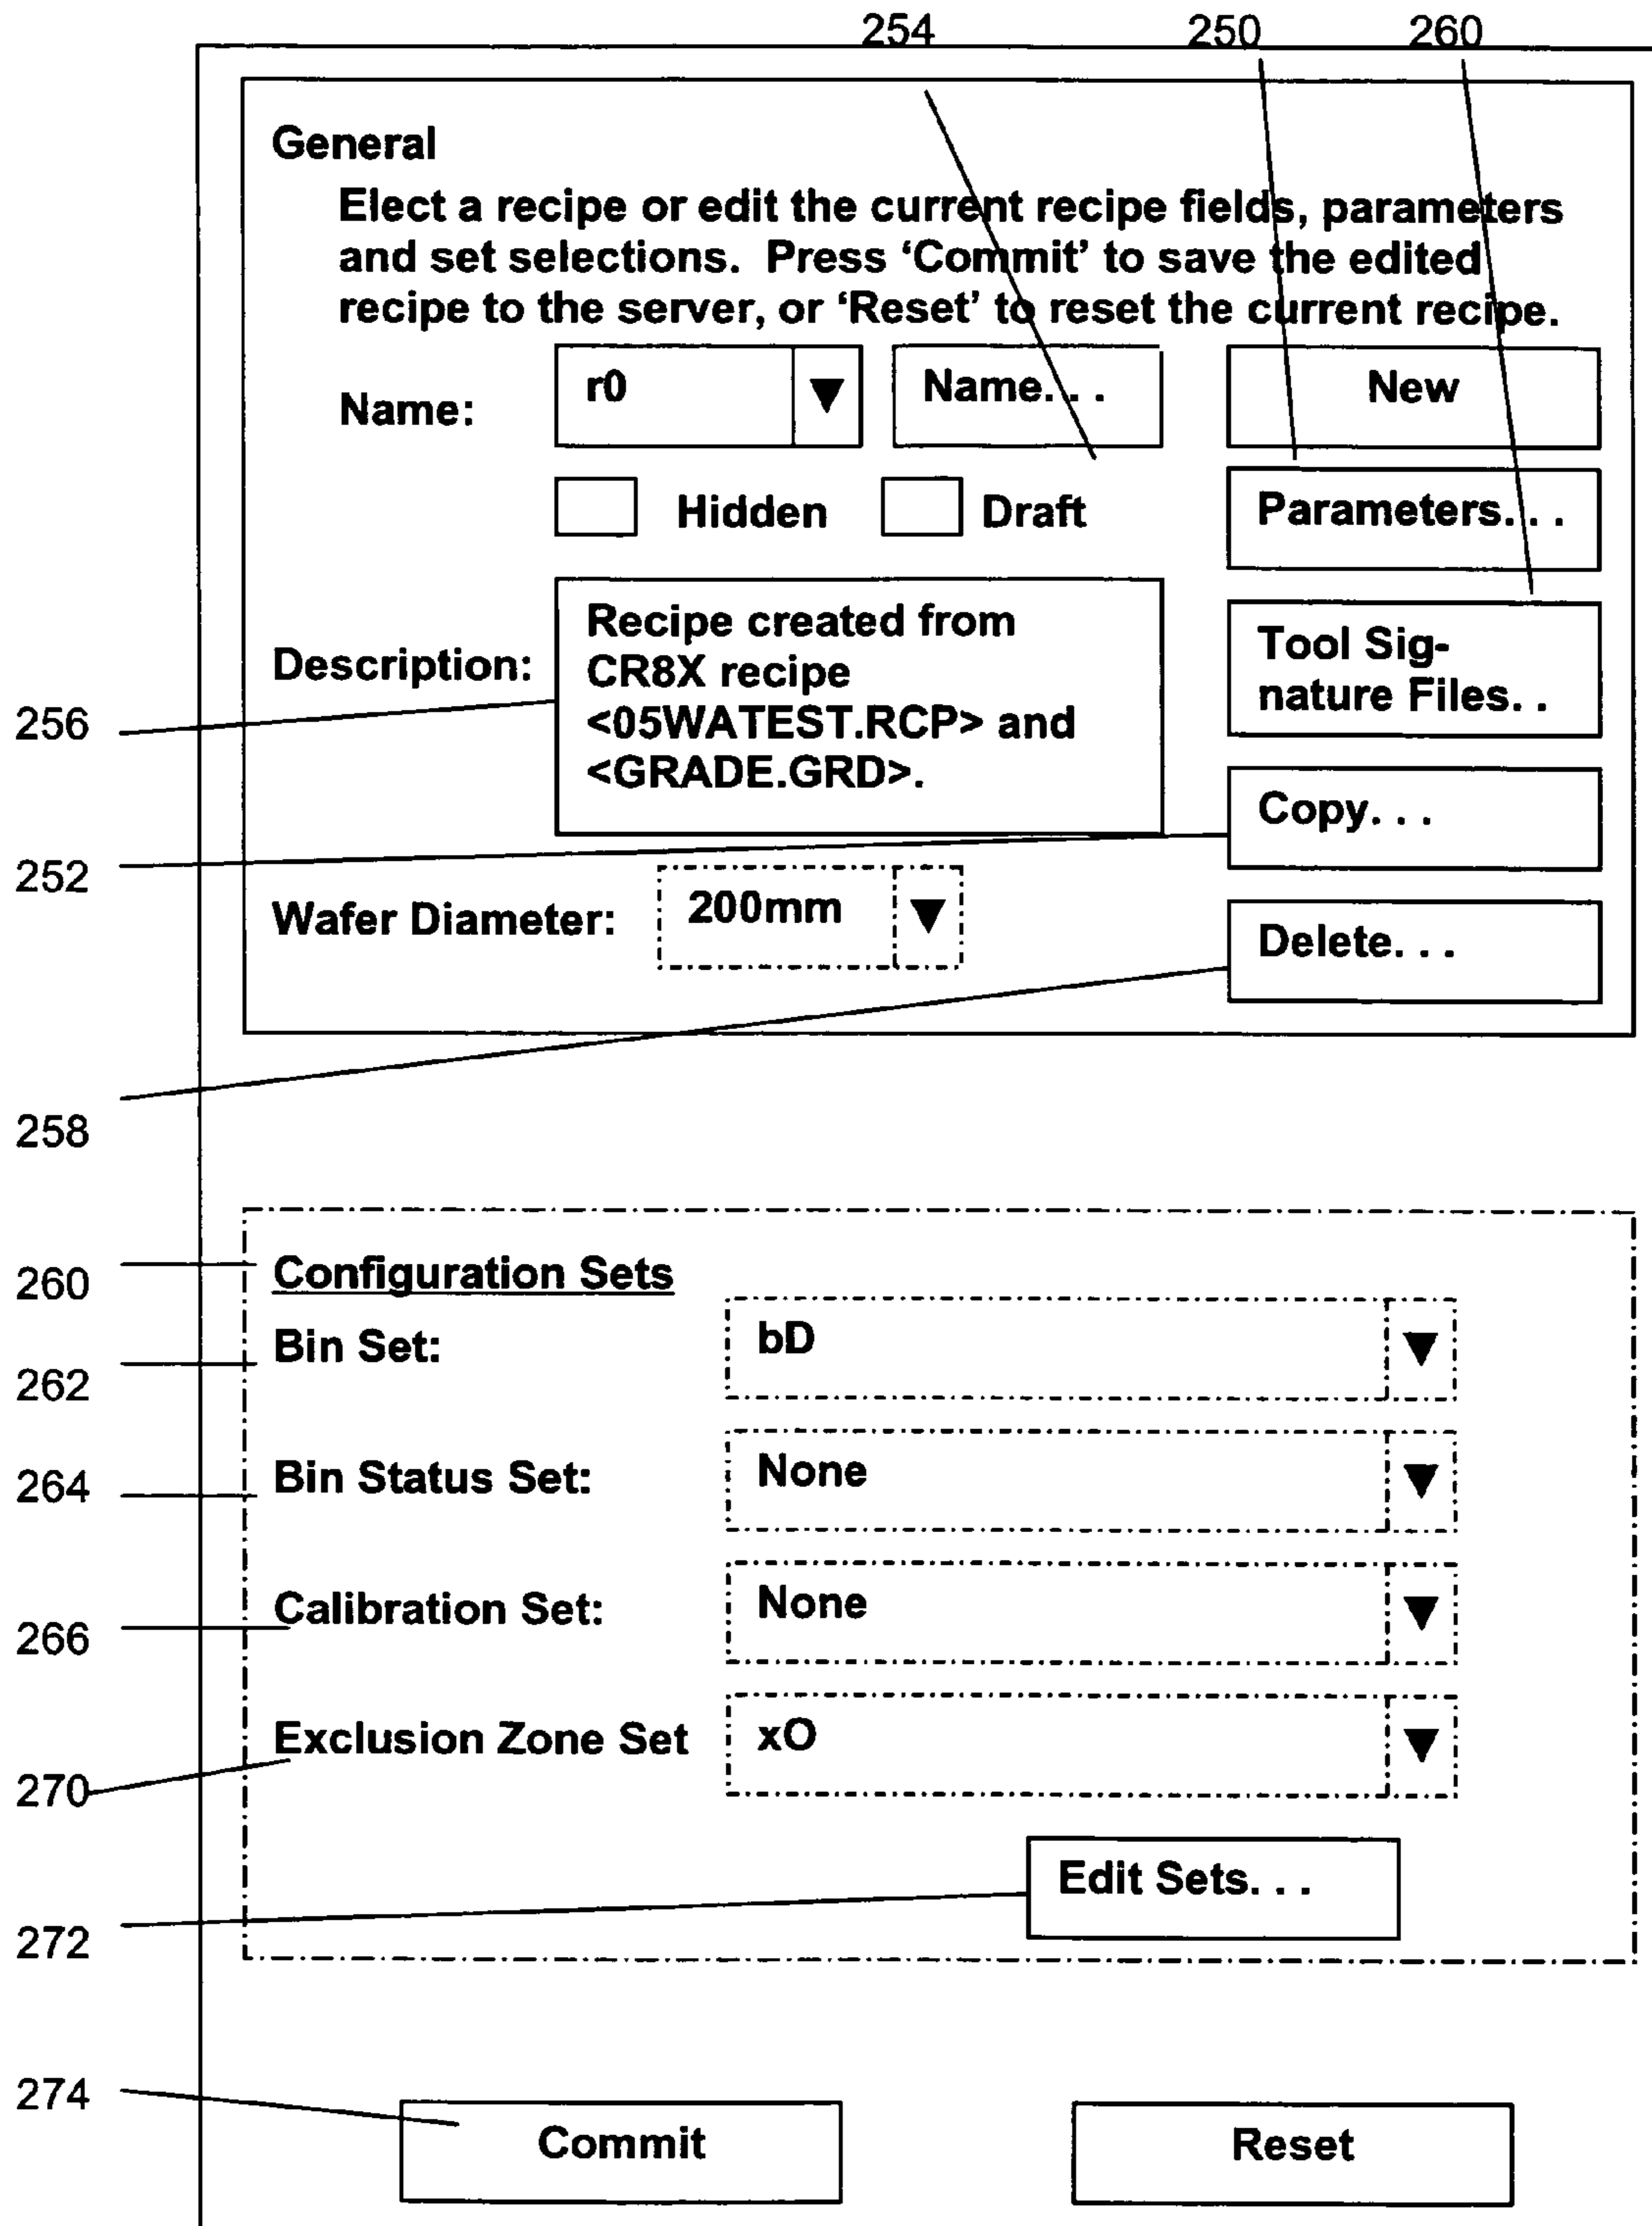 254 250 260
General
Elect a recipe or edit the current recipe fields, parameters
and set selections. Press ‘Commit’ to save the edited
recipe to the server, or ‘Reset’ to reset the current recipe.
Name: r0 ▼ Name. . . New
Hidden Draft Parameters. . .
Description:
Recipe created from
CR8X recipe
<05WATEST.RCP> and
<GRADE.GRD>.
Tool Sig-
nature Files. .
256
Copy. . .
252
Wafer Diameter: 200mm ▼
Delete. . .
258
260 Configuration Sets
262 Bin Set: bD ▼
264 Bin Status Set: None ▼
266 Calibration Set: None ▼
270 Exclusion Zone Set xO ▼
272 Edit Sets. . .
274 Commit Reset